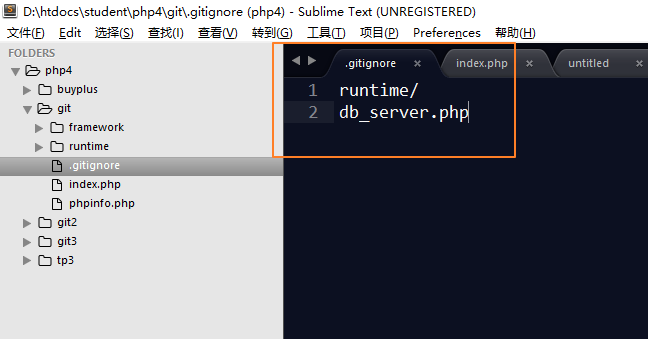 D:\htdocs\student\php4\git\.gitignore (php4) - Sublime Text (UNREGISTERED)
文件(F) Edit 选择(S) 查找(I) 查看(V) 转到(G) 工具(T) 项目(P) Preferences 帮助(H)
FOLDERS
php4
buyplus
git
framework
runtime
.gitignore
index.php
phpinfo.php
git2
git3
tp3
.gitignore × index.php × untitled
1 runtime/
2 db_server.php